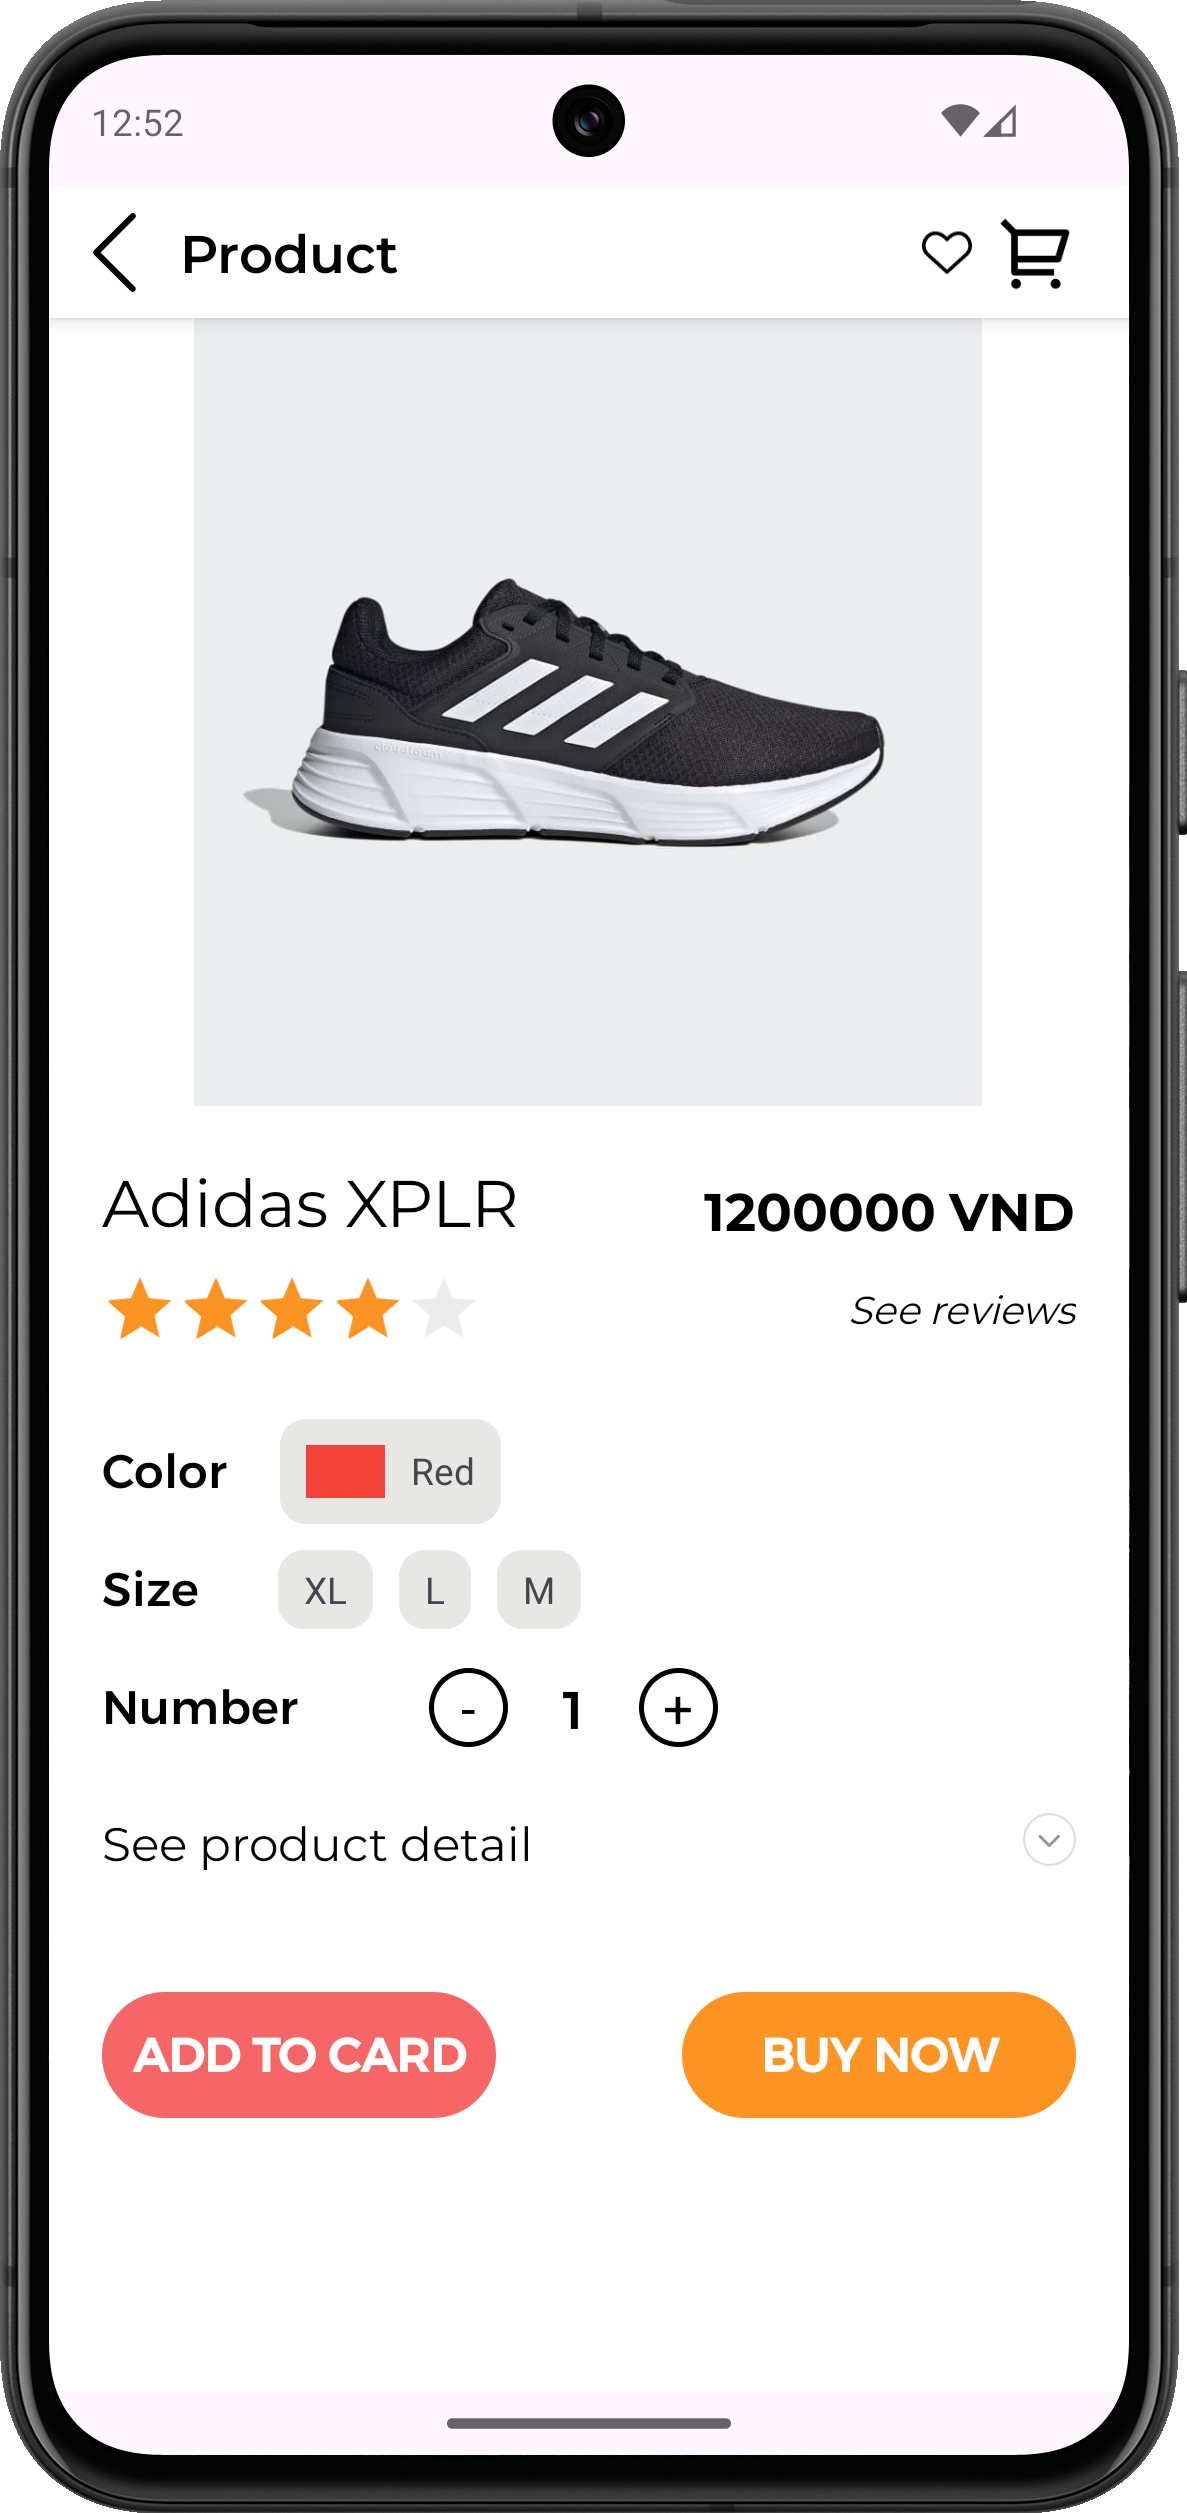 12:52
Product
cloudfoam
Adidas XPLR
1200000 VND
See reviews
Color
Red
Size
XL
L
M
Number
-
1
+
See product detail
ADD TO CARD
BUY NOW